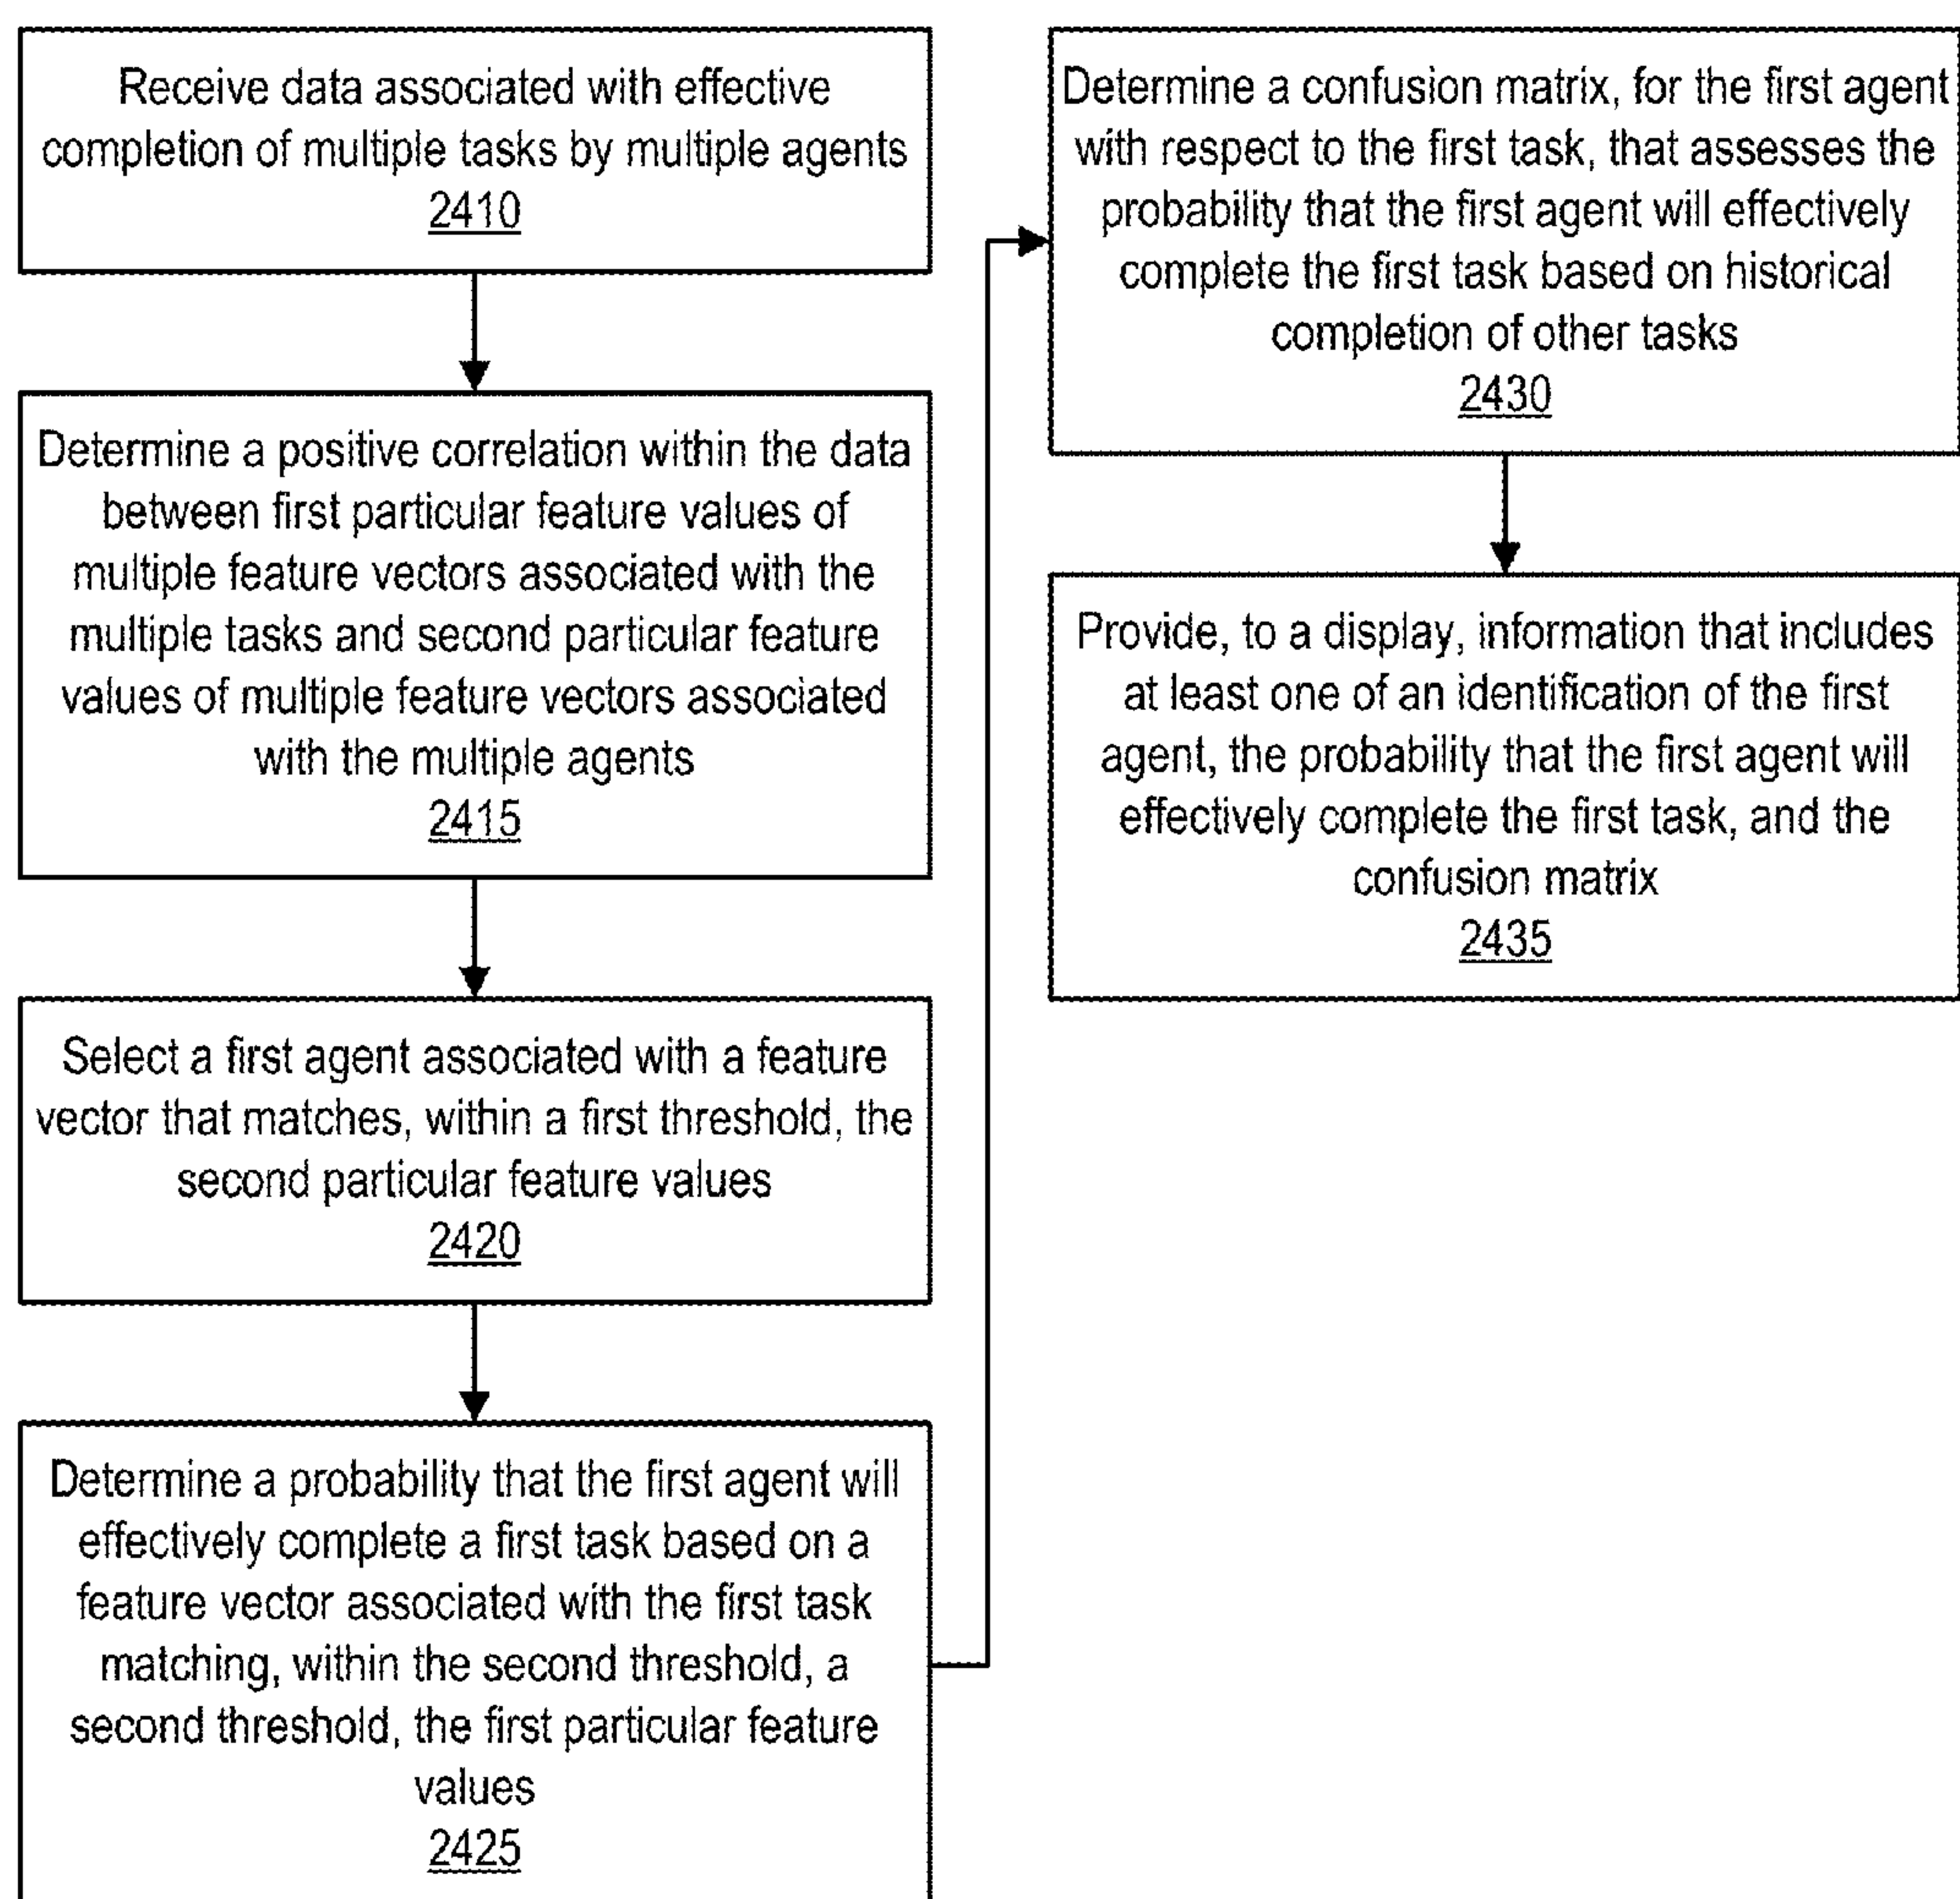 Receive data associated with effective
completion of multiple tasks by multiple agents
2410
Determine a positive correlation within the data
between first particular feature values of
multiple feature vectors associated with the
multiple tasks and second particular feature
values of multiple feature vectors associated
with the multiple agents
2415
Select a first agent associated with a feature
vector that matches, within a first threshold, the
second particular feature values
2420
Determine a probability that the first agent will
effectively complete a first task based on a
feature vector associated with the first task
matching, within the second threshold, a
second threshold, the first particular feature
values
2425
Determine a confusion matrix, for the first agent
with respect to the first task, that assesses the
probability that the first agent will effectively
complete the first task based on historical
completion of other tasks
2430
Provide, to a display, information that includes
at least one of an identification of the first
agent, the probability that the first agent will
effectively complete the first task, and the
confusion matrix
2435